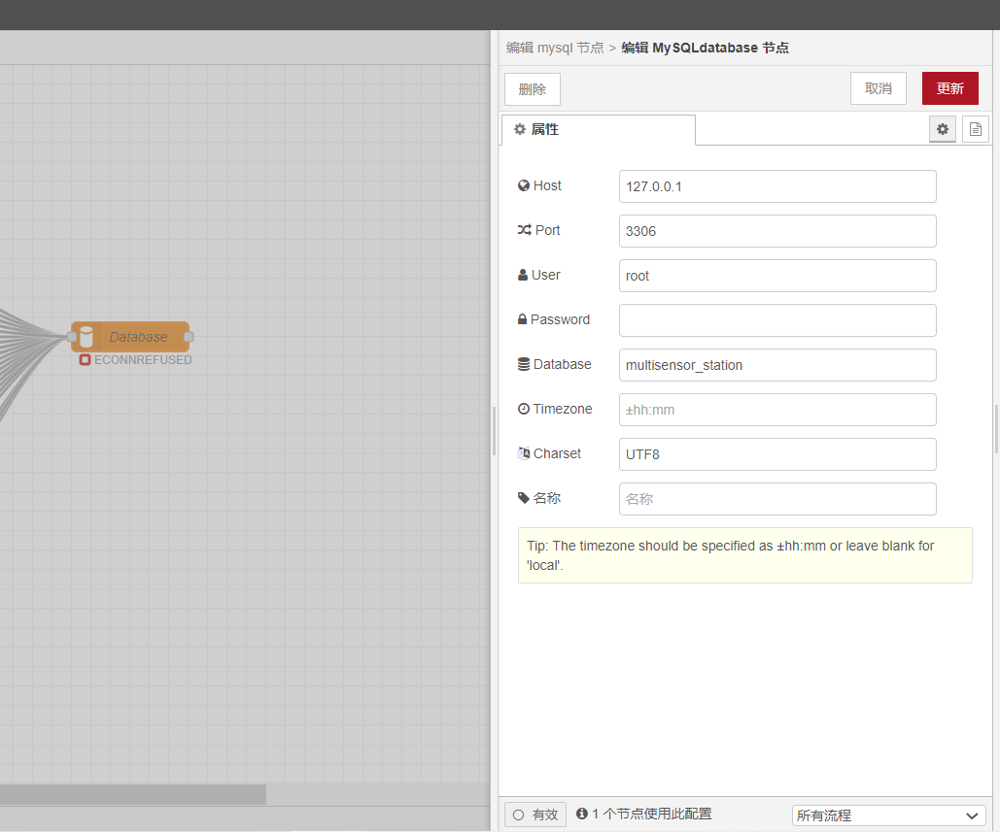 编辑 mysql 节点 > 编辑 MySQLdatabase 节点
删除
取消
更新
属性
Host
127.0.0.1
Port
3306
User
root
Password
Database
multisensor_station
Timezone
±hh:mm
Charset
UTF8
名称
名称
Tip: The timezone should be specified as ±hh:mm or leave blank for
'local'.
Database
ECONNREFUSED
有效
1 个节点使用此配置
所有流程